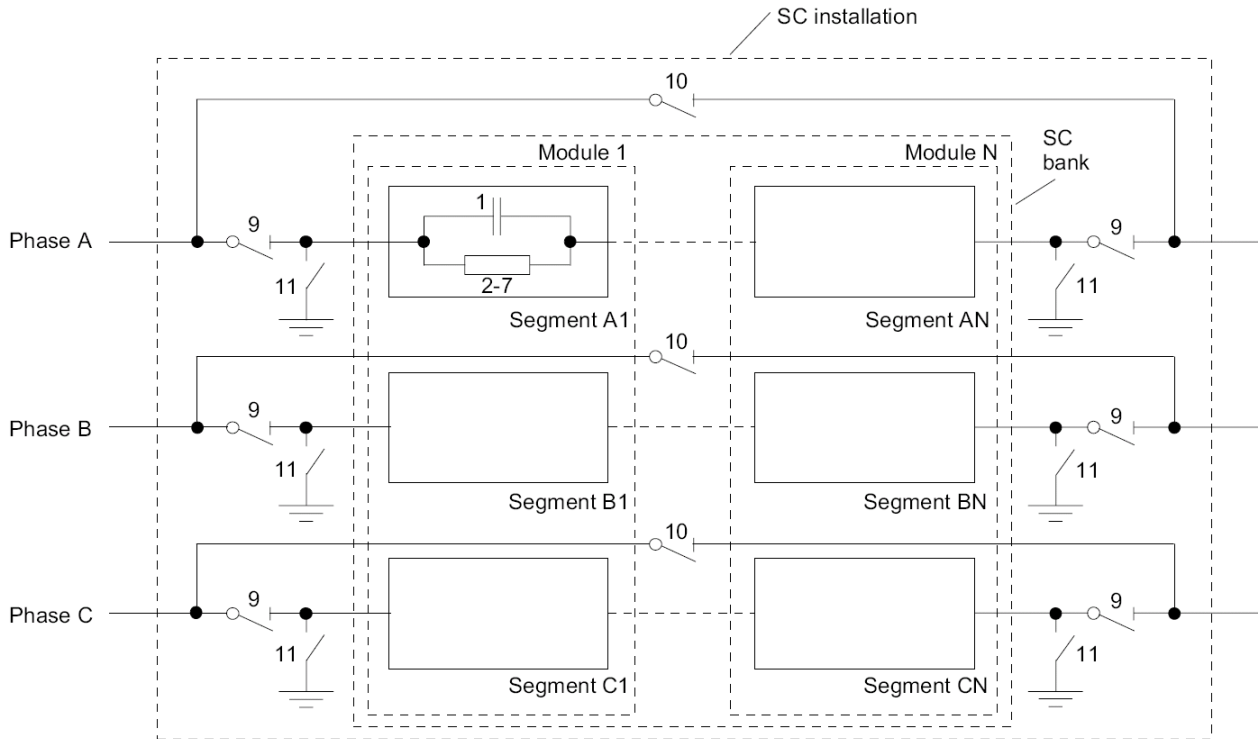 SC installation
10
SC
bank
Module 1
Module N
1
9
9
Phase A
2-7
11
11
Segment A1
Segment AN
10
9
9
Phase B
11
11
Segment B1
Segment BN
10
9
9
Phase C
11
11
Segment C1
Segment CN